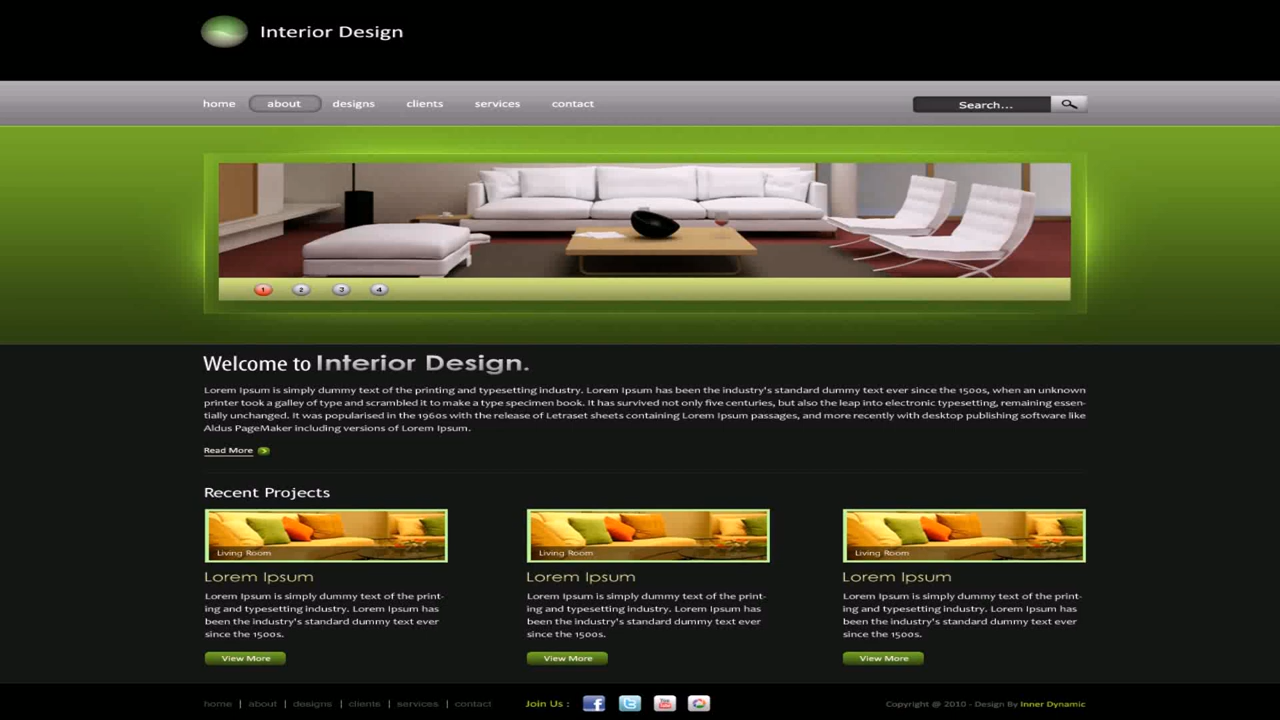 Interior Design
home about designs clients services contact Search...
1 2 3 4
Welcome to Interior Design.
Lorem Ipsum is simply dummy text of the printing and typesetting industry. Lorem Ipsum has been the industry's standard dummy text ever since the 1500s, when an unknown
printer took a galley of type and scrambled it to make a type specimen book. It has survived not only five centuries, but also the leap into electronic typesetting, remaining essen-
tially unchanged. It was popularised in the 1960s with the release of Letraset sheets containing Lorem Ipsum passages, and more recently with desktop publishing software like
Aldus PageMaker including versions of Lorem Ipsum.
Read More
Recent Projects
Living Room
Lorem Ipsum
Lorem Ipsum is simply dummy text of the print-
ing and typesetting industry. Lorem Ipsum has
been the industry's standard dummy text ever
since the 1500s.
View More
Living Room
Lorem Ipsum
Lorem Ipsum is simply dummy text of the print-
ing and typesetting industry. Lorem Ipsum has
been the industry's standard dummy text ever
since the 1500s.
View More
Living Room
Lorem Ipsum
Lorem Ipsum is simply dummy text of the print-
ing and typesetting industry. Lorem Ipsum has
been the industry's standard dummy text ever
since the 1500s.
View More
home | about | designs | clients | services | contact Join Us : Copyright @ 2010 - Design By Inner Dynamic